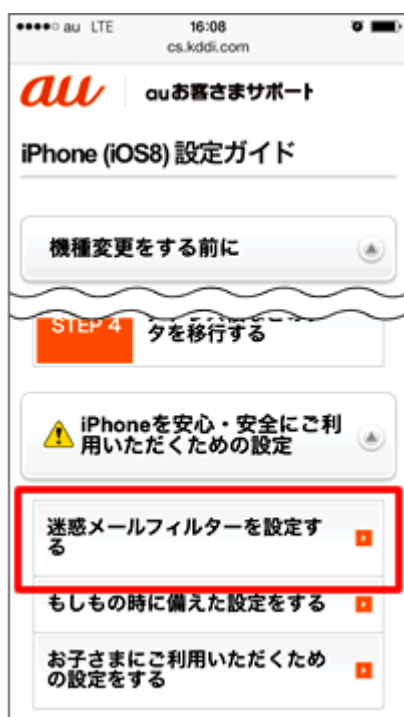 au LTE 16:08
cs.kddi.com
au auお客さまサポート
iPhone (iOS8) 設定ガイド
機種変更をする前に
STEP 4
タを移行する
iPhoneを安心・安全にご利
用いただくための設定
迷惑メールフィルターを設定す
る
もしもの時に備えた設定をする
お子さまにご利用いただくため
の設定をする